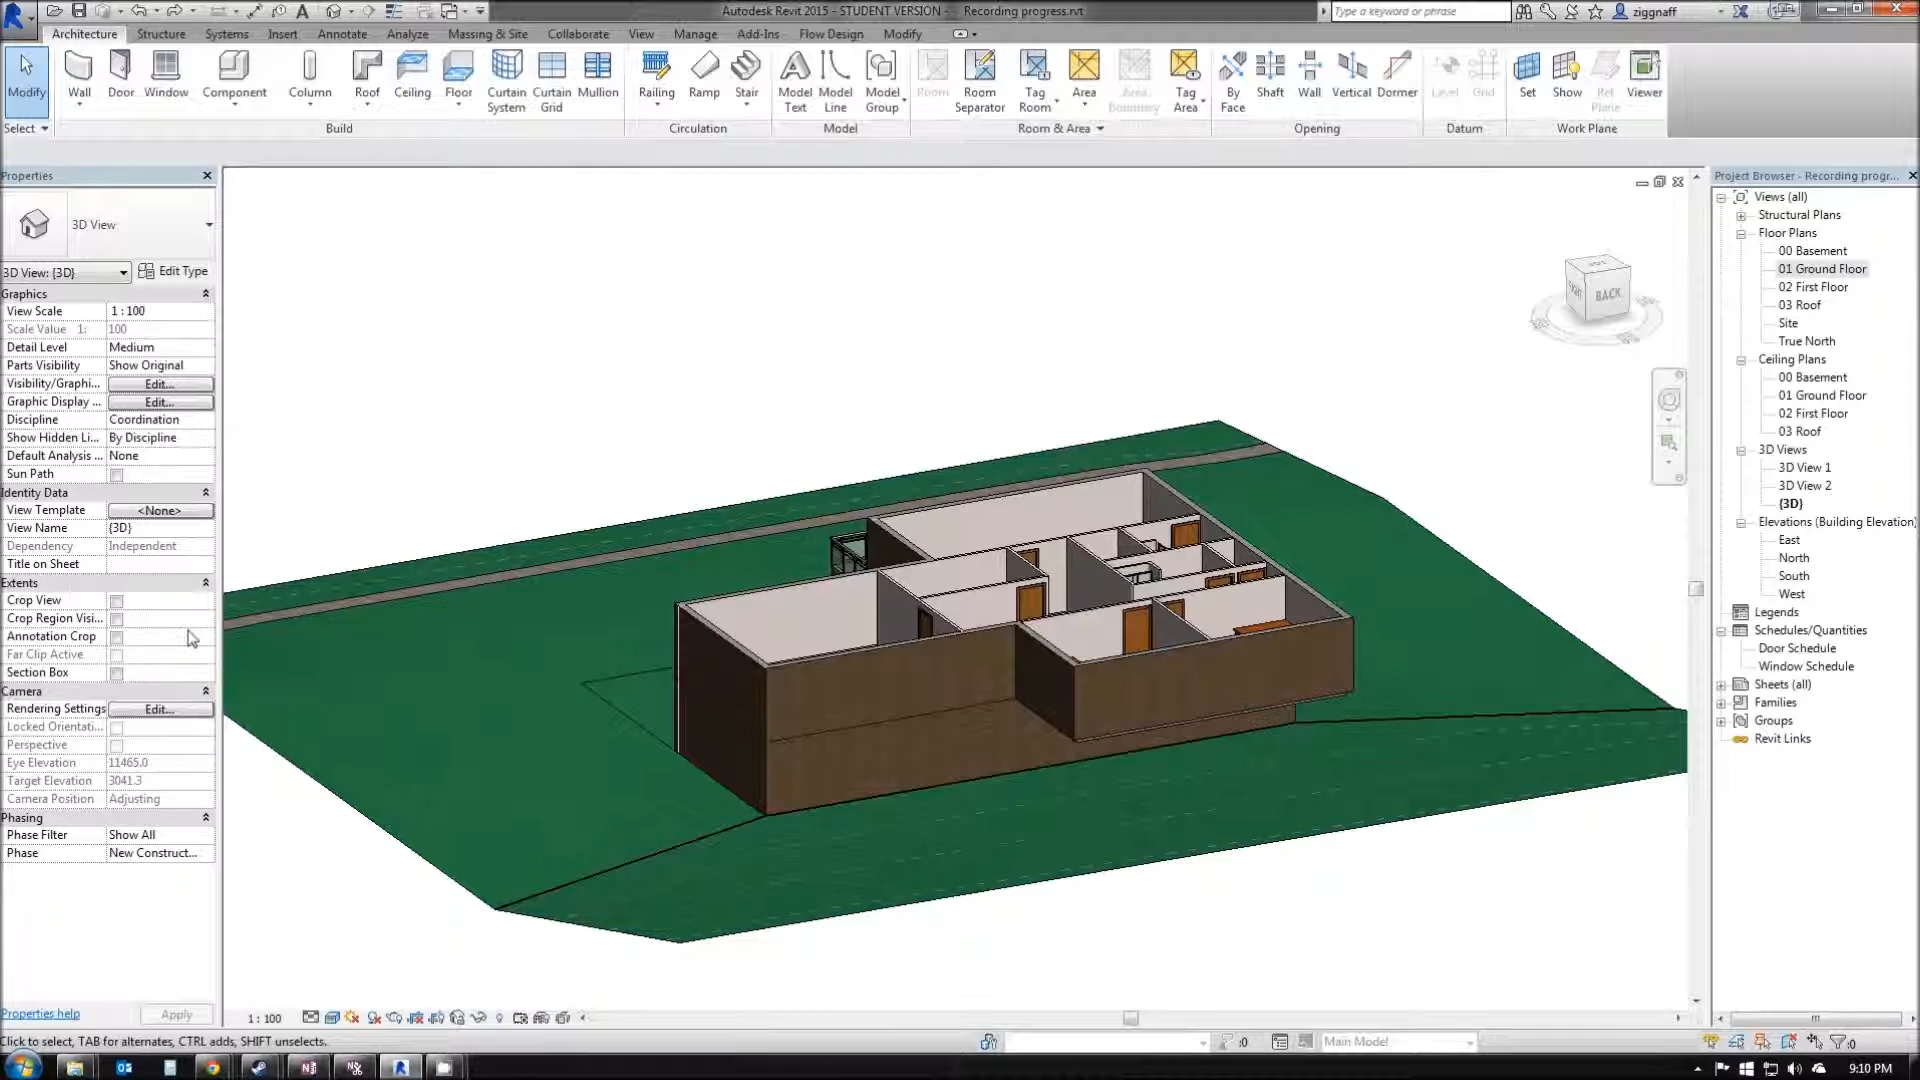 Autodesk Revit 2015 - STUDENT VERSION - Recording progress.rvt
Type a keyword or phrase
ziggnaff
Architecture Structure Systems Insert Annotate Analyze Massing & Site Collaborate View Manage Add-Ins Flow Design Modify
Modify Wall Door Window Component Column Roof Ceiling Floor Curtain System Curtain Grid Mullion Railing Ramp Stair Model Text Model Line Model Group Room Room Separator Tag Room Area Area Boundary Tag Area By Face Shaft Wall Vertical Dormer Level Grid Set Show Ref Plane Viewer
Select Build Circulation Model Room & Area Opening Datum Work Plane
Properties
3D View
3D View: {3D} Edit Type
Graphics
View Scale 1 : 100
Scale Value 1: 100
Detail Level Medium
Parts Visibility Show Original
Visibility/Graphi... Edit...
Graphic Display ... Edit...
Discipline Coordination
Show Hidden Li... By Discipline
Default Analysis ... None
Sun Path
Identity Data
View Template <None>
View Name {3D}
Dependency Independent
Title on Sheet
Extents
Crop View
Crop Region Visi...
Annotation Crop
Far Clip Active
Section Box
Camera
Rendering Settings Edit...
Locked Orientati...
Perspective
Eye Elevation 11465.0
Target Elevation 3041.3
Camera Position Adjusting
Phasing
Phase Filter Show All
Phase New Construct...
Properties help Apply
BACK
Project Browser - Recording progr...
Views (all)
Structural Plans
Floor Plans
00 Basement
01 Ground Floor
02 First Floor
03 Roof
Site
True North
Ceiling Plans
00 Basement
01 Ground Floor
02 First Floor
03 Roof
3D Views
3D View 1
3D View 2
{3D}
Elevations (Building Elevation)
East
North
South
West
Legends
Schedules/Quantities
Door Schedule
Window Schedule
Sheets (all)
Families
Groups
Revit Links
1 : 100
Click to select, TAB for alternates, CTRL adds, SHIFT unselects.
:0
Main Model
:0
9:10 PM